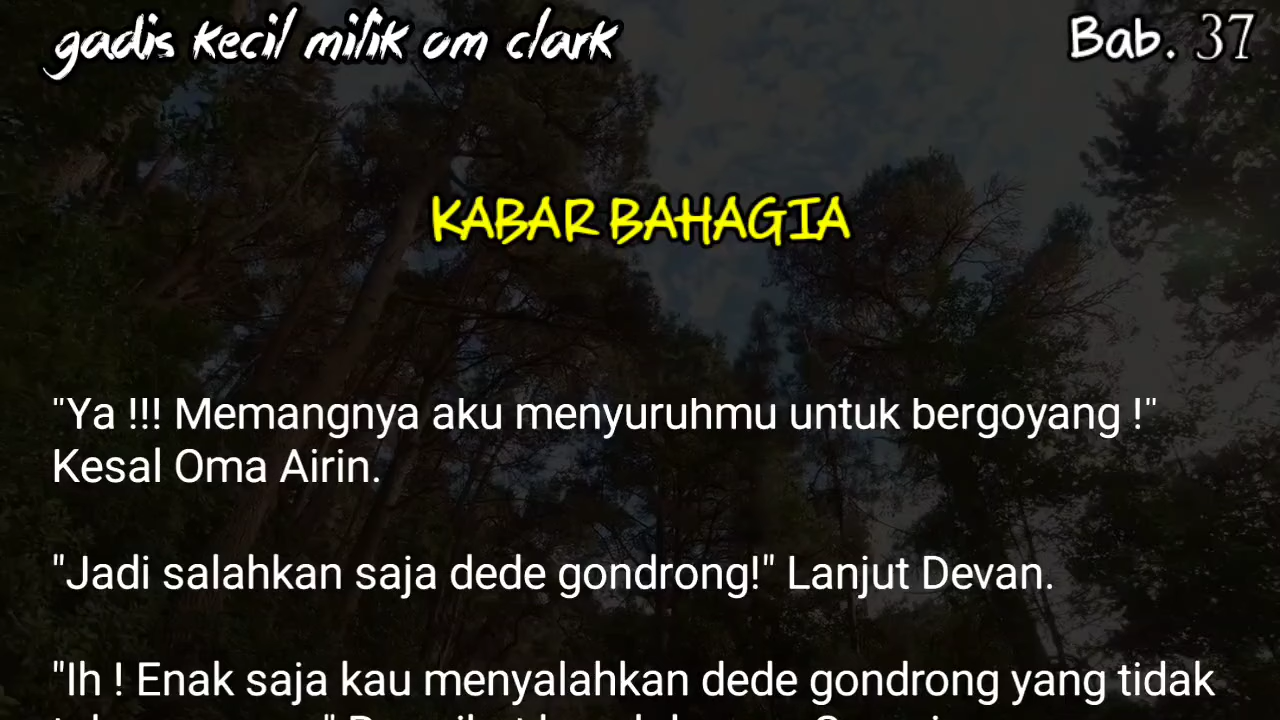 gadis kecil milik om clark
Bab. 37
KABAR BAHAGIA
"Ya !!! Memangnya aku menyuruhmu untuk bergoyang !"
Kesal Oma Airin.
"Jadi salahkan saja dede gondrong!" Lanjut Devan.
"Ih ! Enak saja kau menyalahkan dede gondrong yang tidak